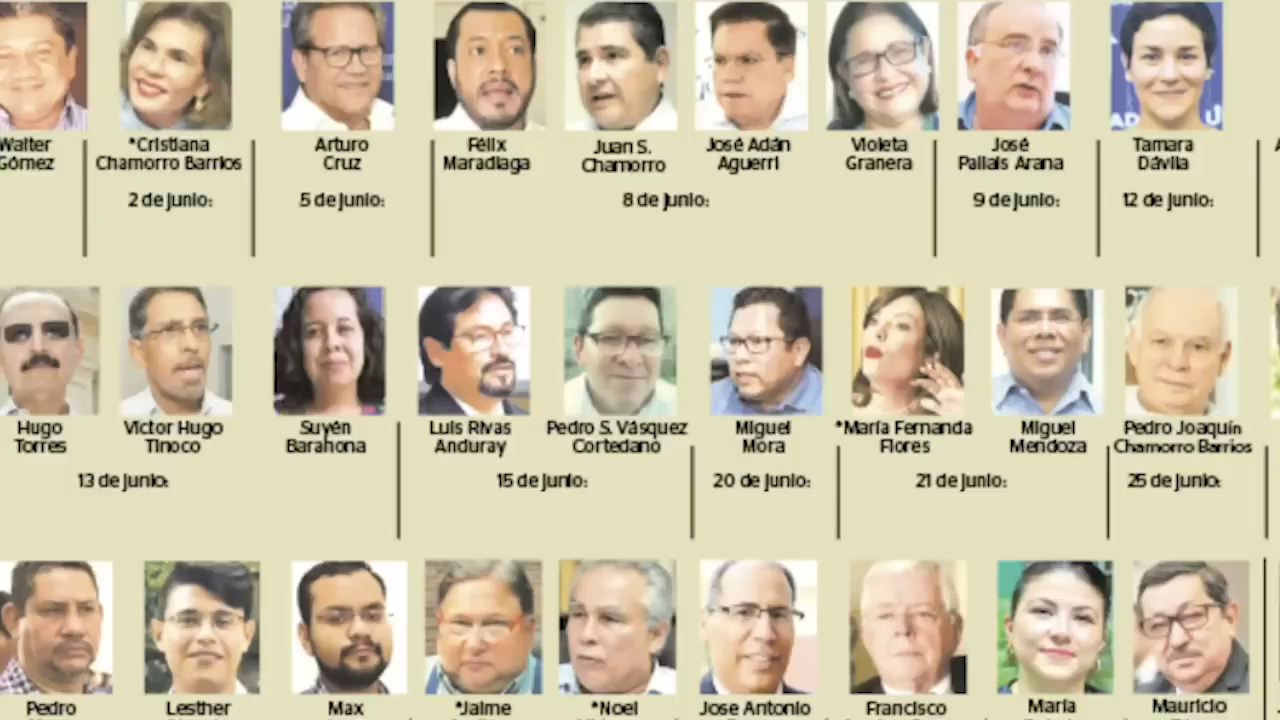 Walter
Gómez
*Cristiana
Chamorro Barrios
2 de junio:
Arturo
Cruz
5 de junio:
Félix
Maradiaga
Juan S.
Chamorro
José Adán
Aguerri
Violeta
Granera
8 de junio:
José
Pallais Arana
9 de junio:
Tamara
Dávila
12 de junio:
Hugo
Torres
Victor Hugo
Tinoco
Suyén
Barahona
13 de junio:
Luis Rivas
Anduray
Pedro S. Vásquez
Cortedano
15 de junio:
Miguel
Mora
20 de junio:
*María Fernanda
Flores
Miguel
Mendoza
21 de junio:
Pedro Joaquín
Chamorro Barrios
25 de junio:
Pedro
Lesther
Max
*Jaime
*Noel
Jose Antonio
Francisco
María
Mauricio